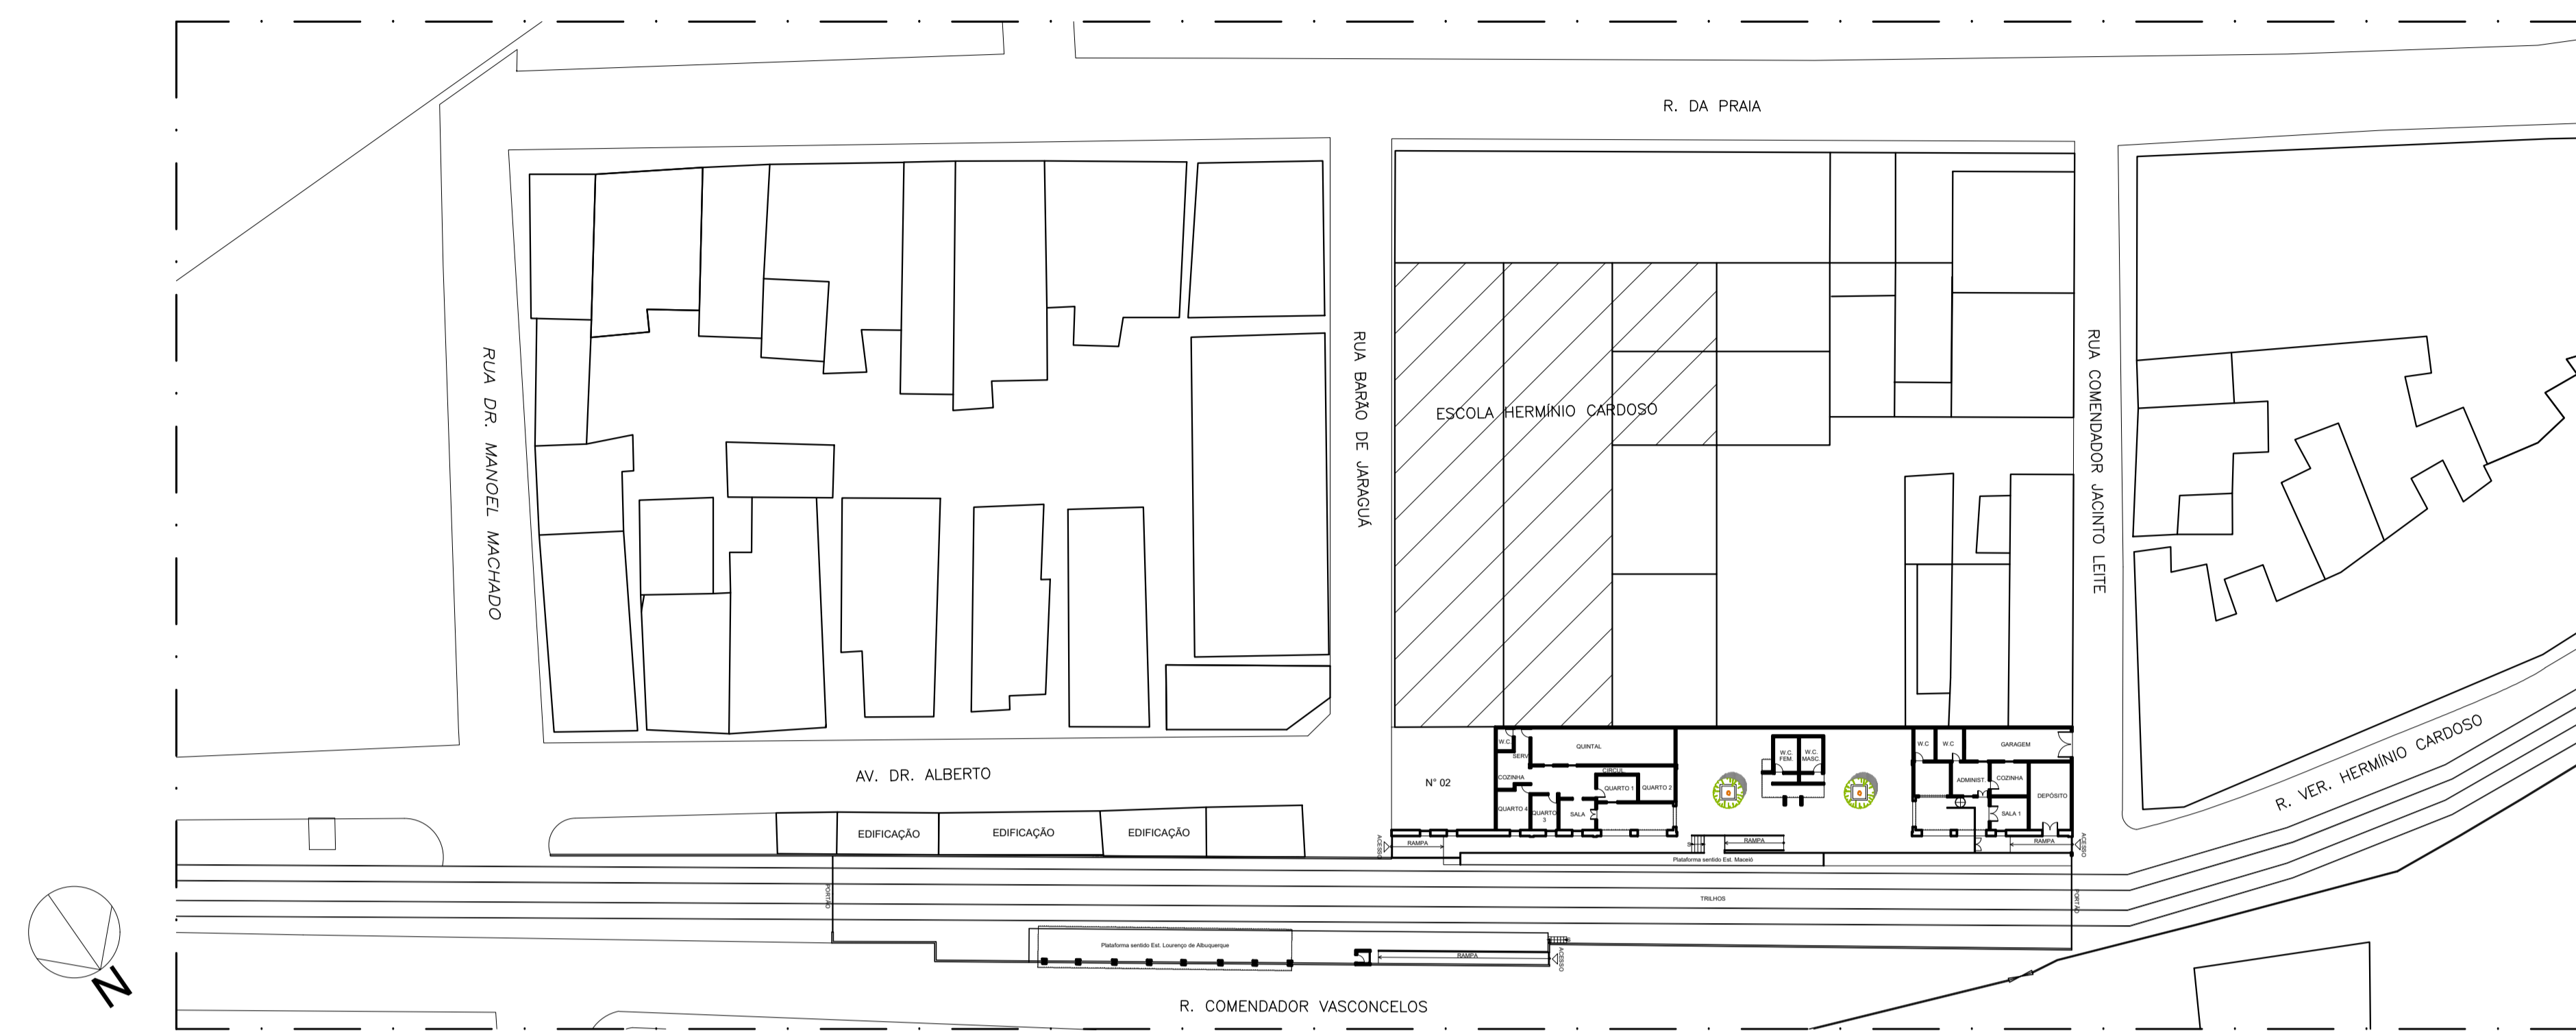 R. DA PRAIA
RUA DR. MANOEL MACHADO
RUA BARÃO DE JARAGUÁ
ESCOLA HERMÍNIO CARDOSO
RUA COMENDADOR JACINTO LEITE
R. VER. HERMÍNIO CARDOSO
AV. DR. ALBERTO
N° 02
W.C.
SERV.
QUINTAL
COZINHA
CIRCUL.
QUARTO 1
QUARTO 2
QUARTO 4
QUARTO
3
SALA
W.C.
FEM.
W.C.
MASC.
W.C
W.C
GARAGEM
ADMINIST.
COZINHA
DEPÓSITO
SALA 1
EDIFICAÇÃO
EDIFICAÇÃO
EDIFICAÇÃO
ACESSO
RAMPA
RAMPA
RAMPA
ACESSO
Plataforma sentido Est. Maceió
PORTÃO
TRILHOS
PORTÃO
Plataforma sentido Est. Lourenço de Albuquerque
RAMPA
ACESSO
R. COMENDADOR VASCONCELOS
N